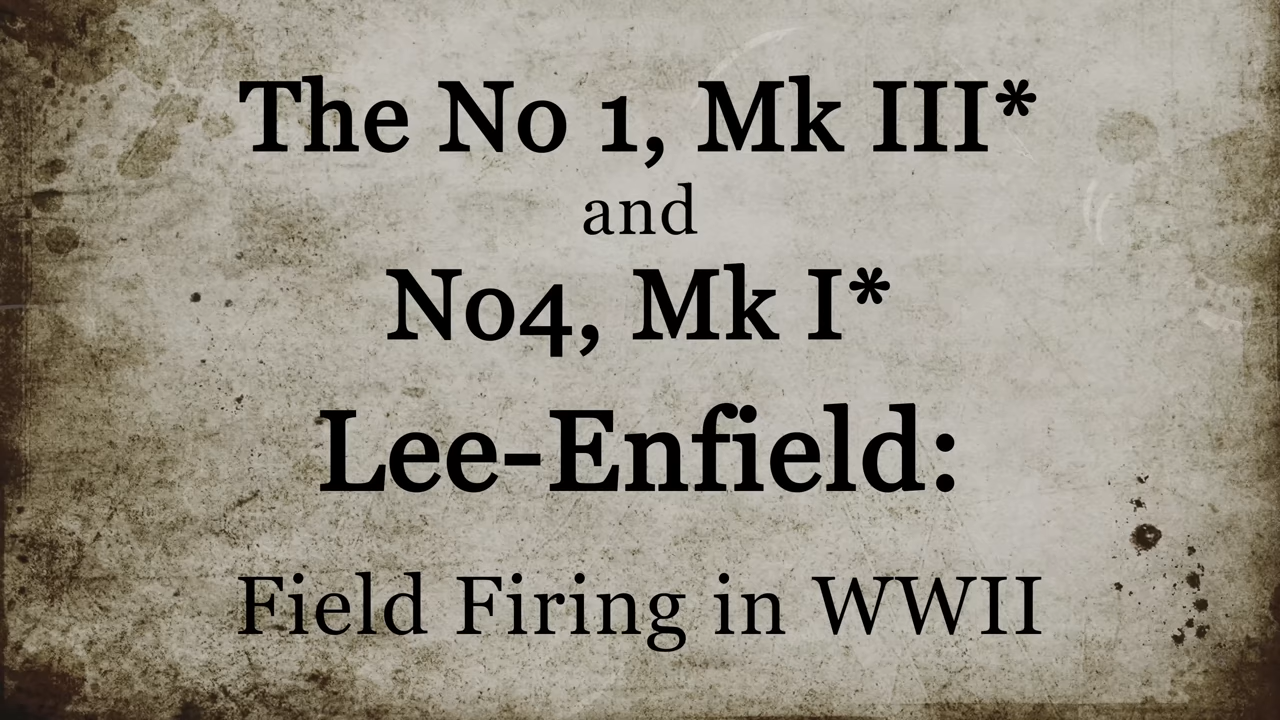 The No 1, Mk III*
and
No4, Mk I*
Lee-Enfield:
Field Firing in WWII